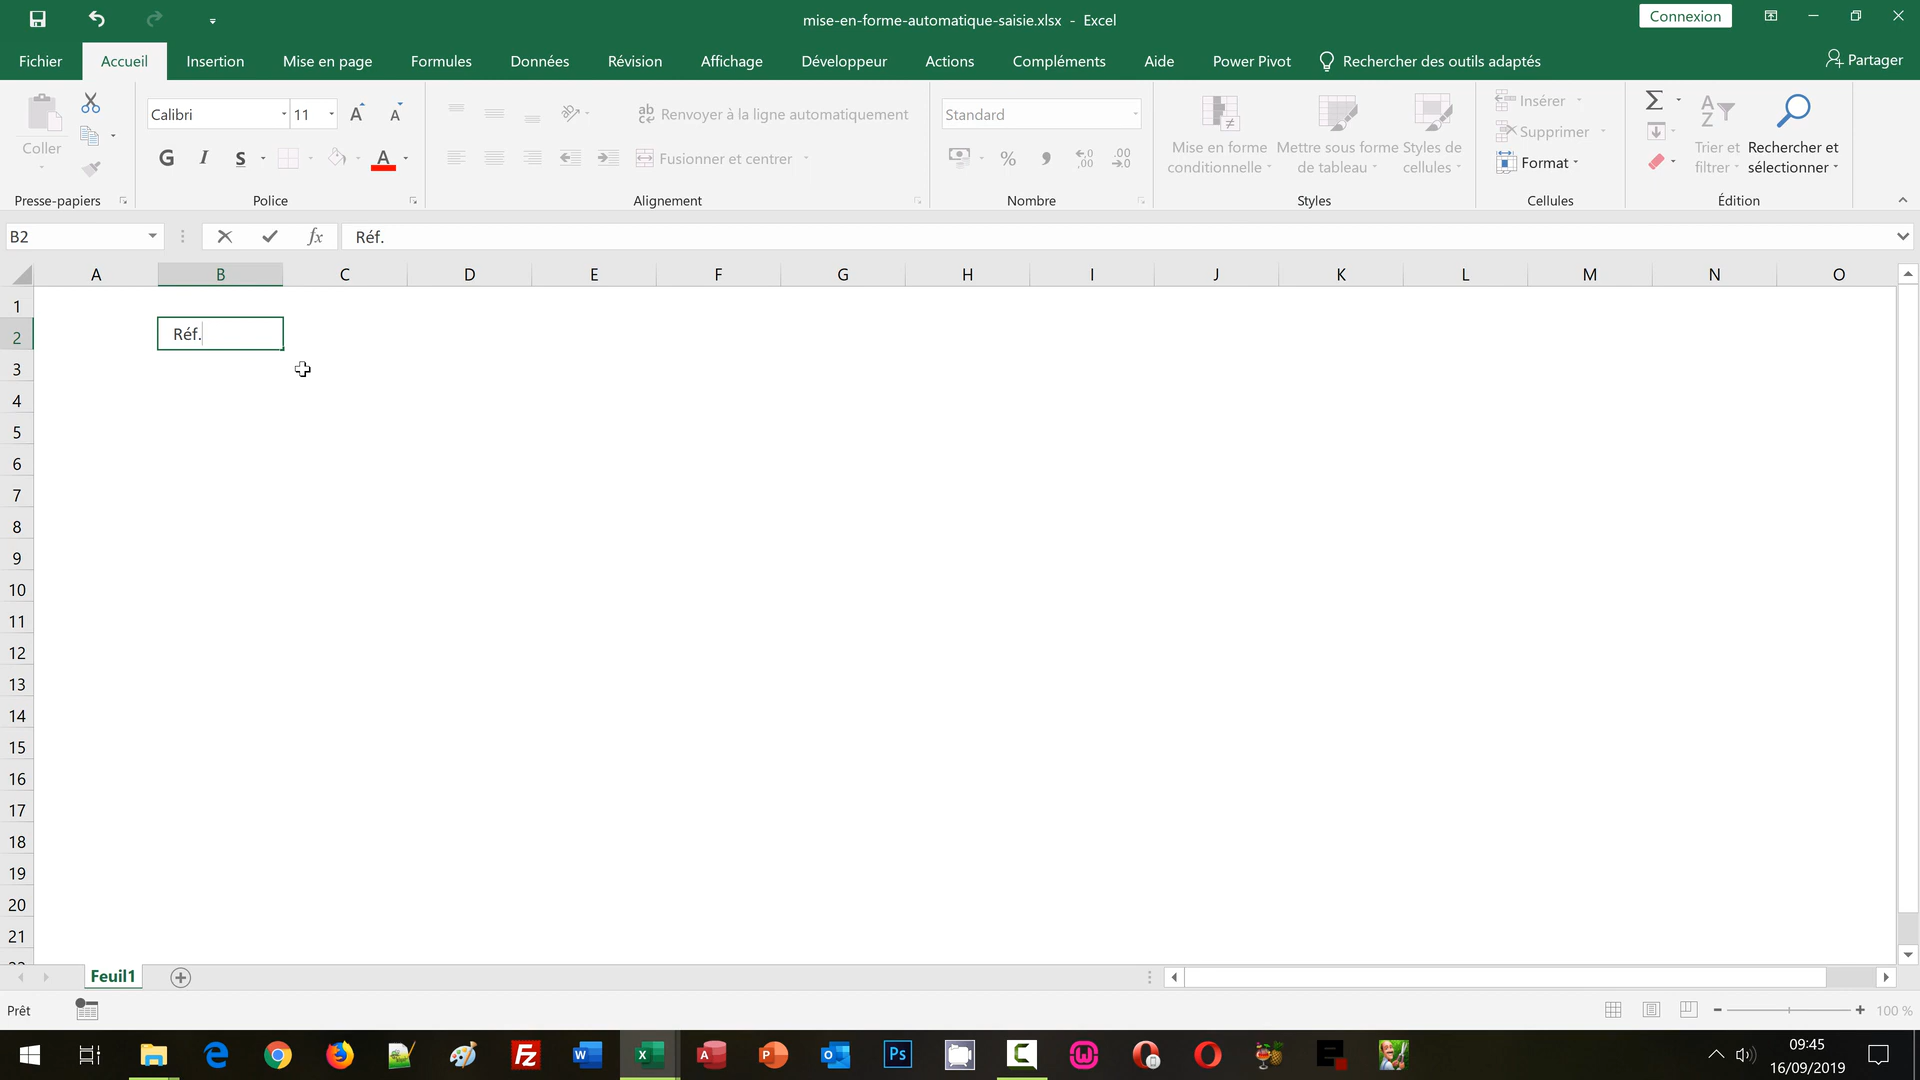 mise-en-forme-automatique-saisie.xlsx - Excel
Connexion
Fichier Accueil Insertion Mise en page Formules Données Révision Affichage Développeur Actions Compléments Aide Power Pivot Rechercher des outils adaptés Partager
Coller
Presse-papiers
Calibri 11
G I S A
Police
Renvoyer à la ligne automatiquement
Fusionner et centrer
Alignement
Standard
% ,00 ,00
Nombre
Mise en forme conditionnelle
Mettre sous forme de tableau
Styles de cellules
Styles
Insérer
Supprimer
Format
Cellules
Trier et filtrer
Rechercher et sélectionner
Édition
B2 fx Réf.
A B C D E F G H I J K L M N O
1
2 Réf.
3
4
5
6
7
8
9
10
11
12
13
14
15
16
17
18
19
20
21
Feuil1
Prêt
100 %
09:45
16/09/2019